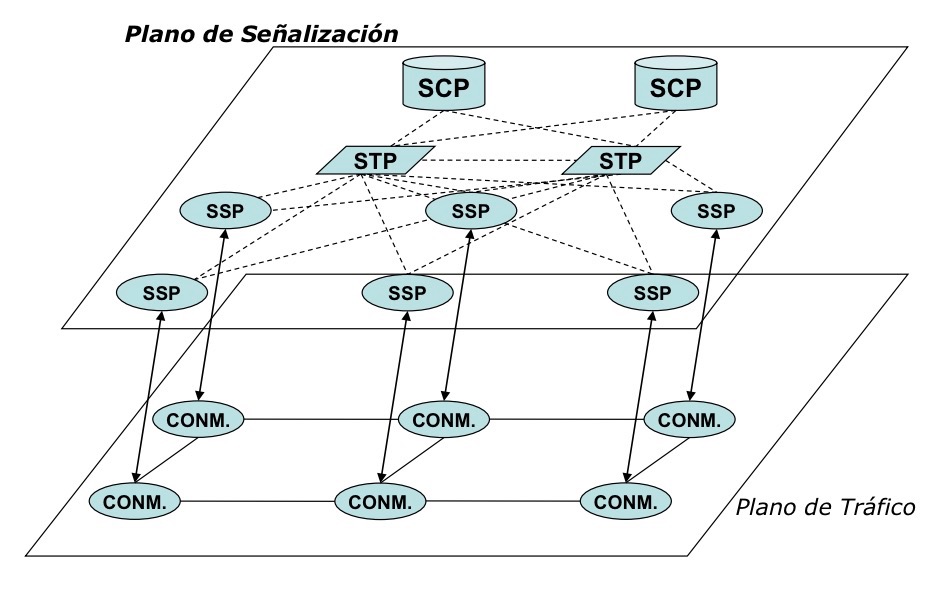 Plano de Señalización
SCP SCP
STP STP
SSP SSP SSP
SSP SSP SSP
CONM. CONM. CONM.
CONM. CONM. CONM.
Plano de Tráfico